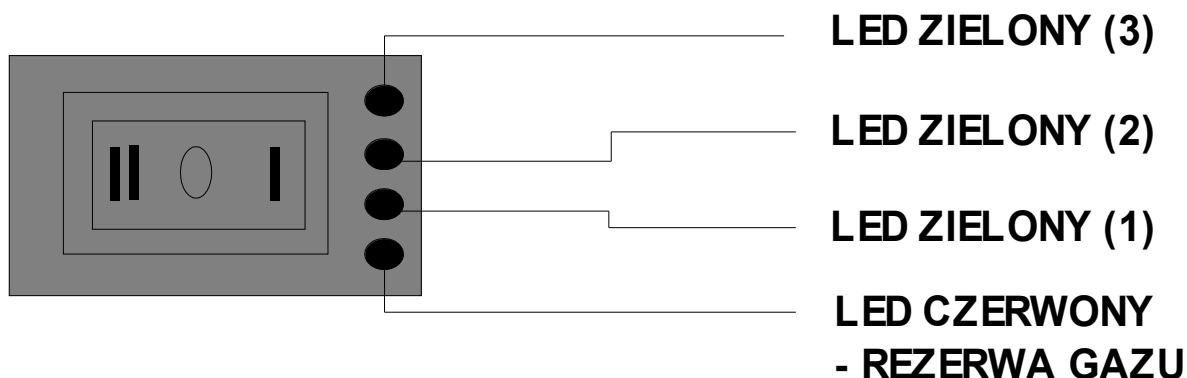 LED ZIELONY (3)
LED ZIELONY (2)
LED ZIELONY (1)
LED CZERWONY
- REZERWA GAZU